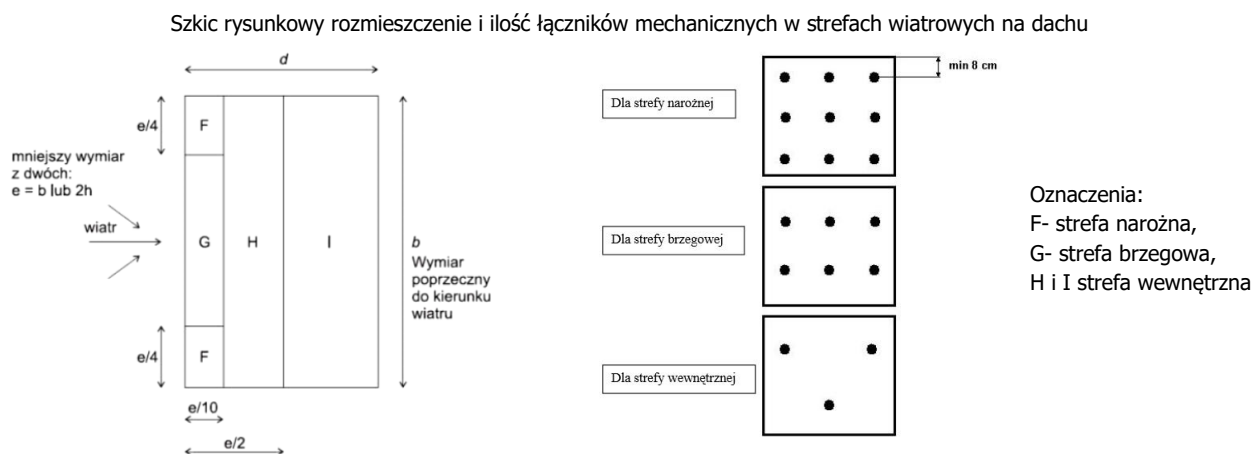 Szkic rysunkowy rozmieszczenie i ilość łączników mechanicznych w strefach wiatrowych na dachu
d
e/4
F
mniejszy wymiar
z dwóch:
e = b lub 2h
wiatr
G
H
I
b
Wymiar
poprzeczny
do kierunku
wiatru
e/4
F
e/10
e/2
min 8 cm
Dla strefy narożnej
Dla strefy brzegowej
Dla strefy wewnętrznej
Oznaczenia:
F- strefa narożna,
G- strefa brzegowa,
H i I strefa wewnętrzna